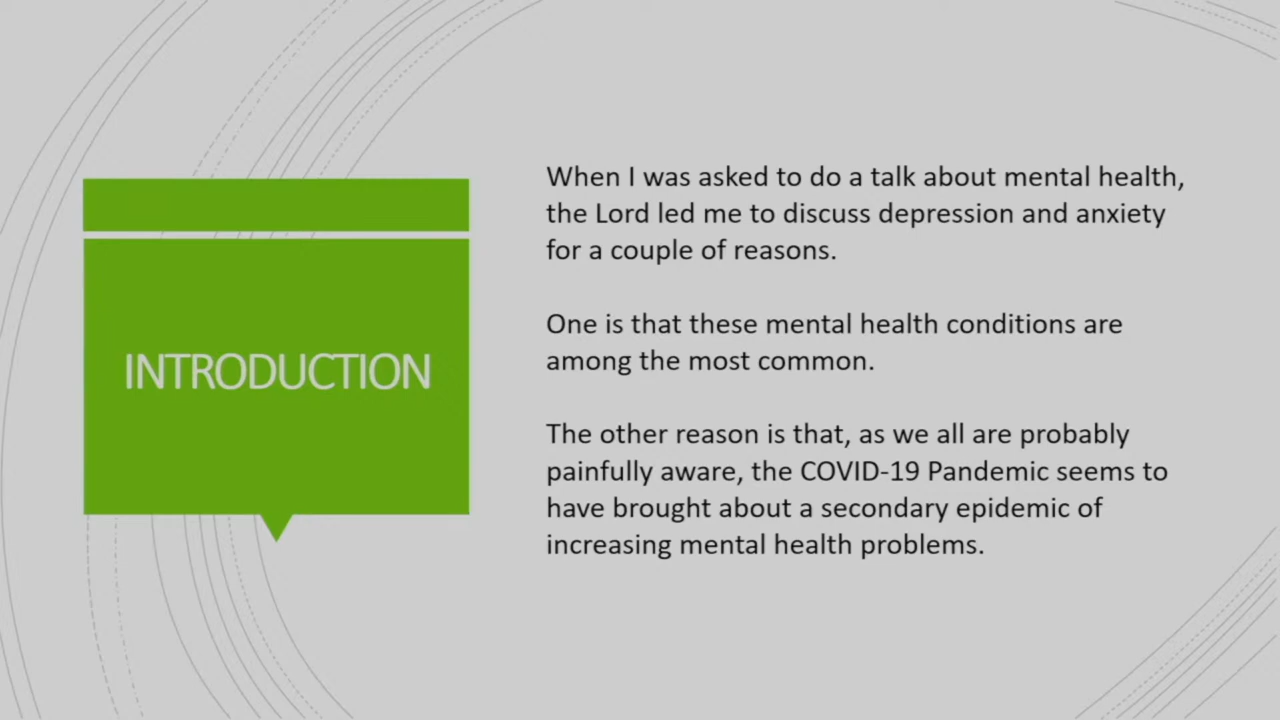 INTRODUCTION
When I was asked to do a talk about mental health,
the Lord led me to discuss depression and anxiety
for a couple of reasons.
One is that these mental health conditions are
among the most common.
The other reason is that, as we all are probably
painfully aware, the COVID-19 Pandemic seems to
have brought about a secondary epidemic of
increasing mental health problems.